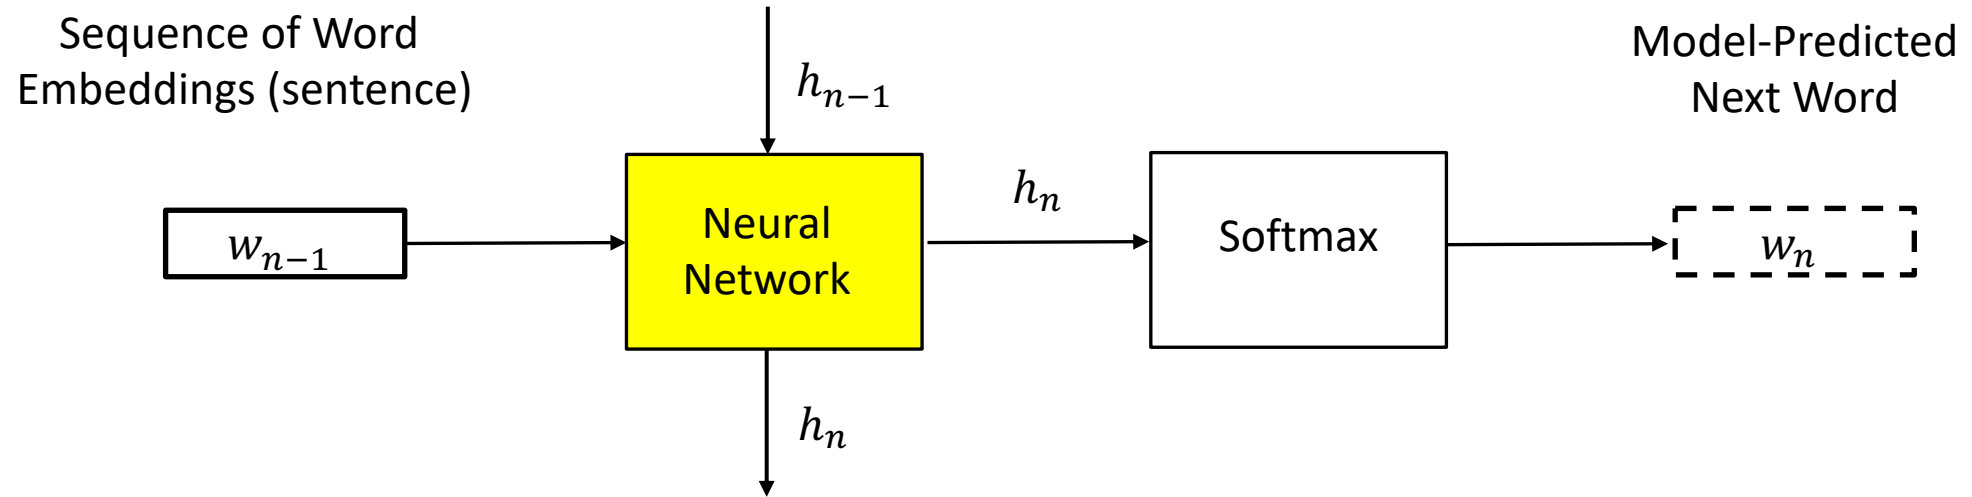 Sequence of Word
Embeddings (sentence)
h_{n−1}
Model-Predicted
Next Word
w_{n−1}
Neural
Network
h_n
Softmax
w_n
h_n